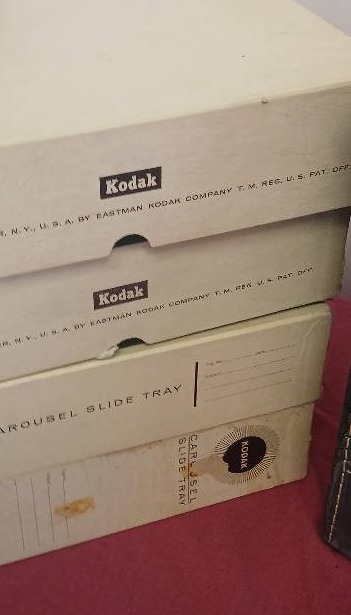 Kodak
R, N.Y., U.S.A. BY EASTMAN KODAK COMPANY T. M. REG. U. S. PAT. OFF.
Kodak
R, N.Y., U.S.A. BY EASTMAN KODAK COMPANY T. M. REG. U. S. PAT. OFF.
AROUSEL SLIDE TRAY
KODAK
CAROUSEL
SLIDE TRAY